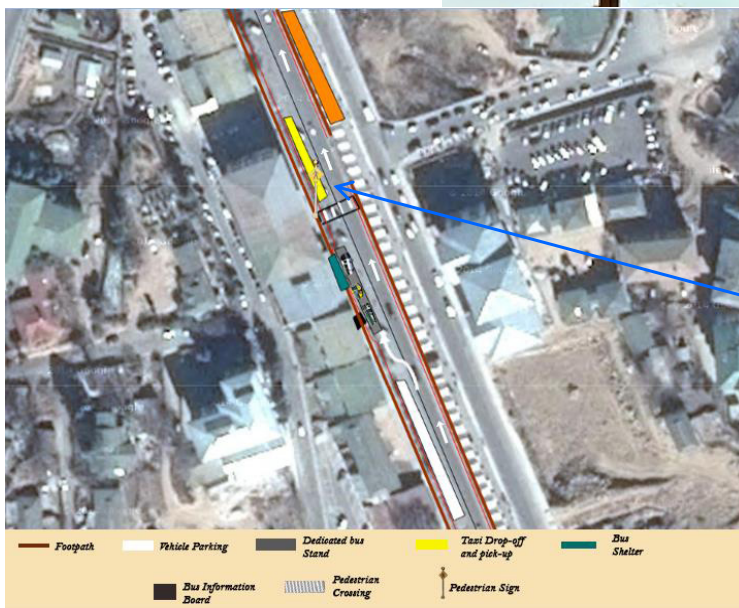 Footpath
Vehicle Parking
Dedicated bus
Stand
Taxi Drop-off
and pick-up
Bus
Shelter
Bus Information
Board
Pedestrian
Crossing
Pedestrian Sign